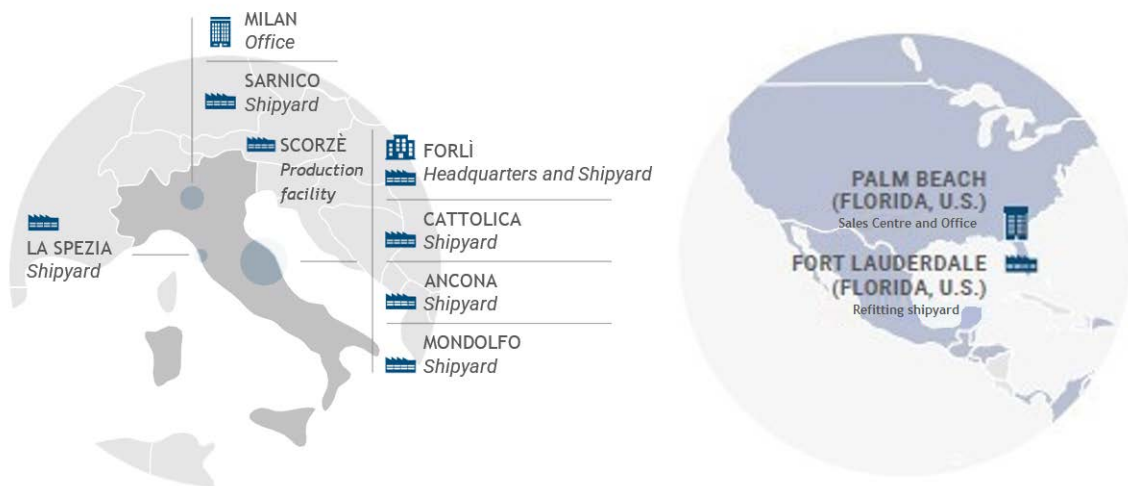 MILAN
Office
SARNICO
Shipyard
SCORZÈ
Production
facility
LA SPEZIA
Shipyard
FORLÌ
Headquarters and Shipyard
CATTOLICA
Shipyard
ANCONA
Shipyard
MONDOLFO
Shipyard
PALM BEACH
(FLORIDA, U.S.)
Sales Centre and Office
FORT LAUDERDALE
(FLORIDA, U.S.)
Refitting shipyard